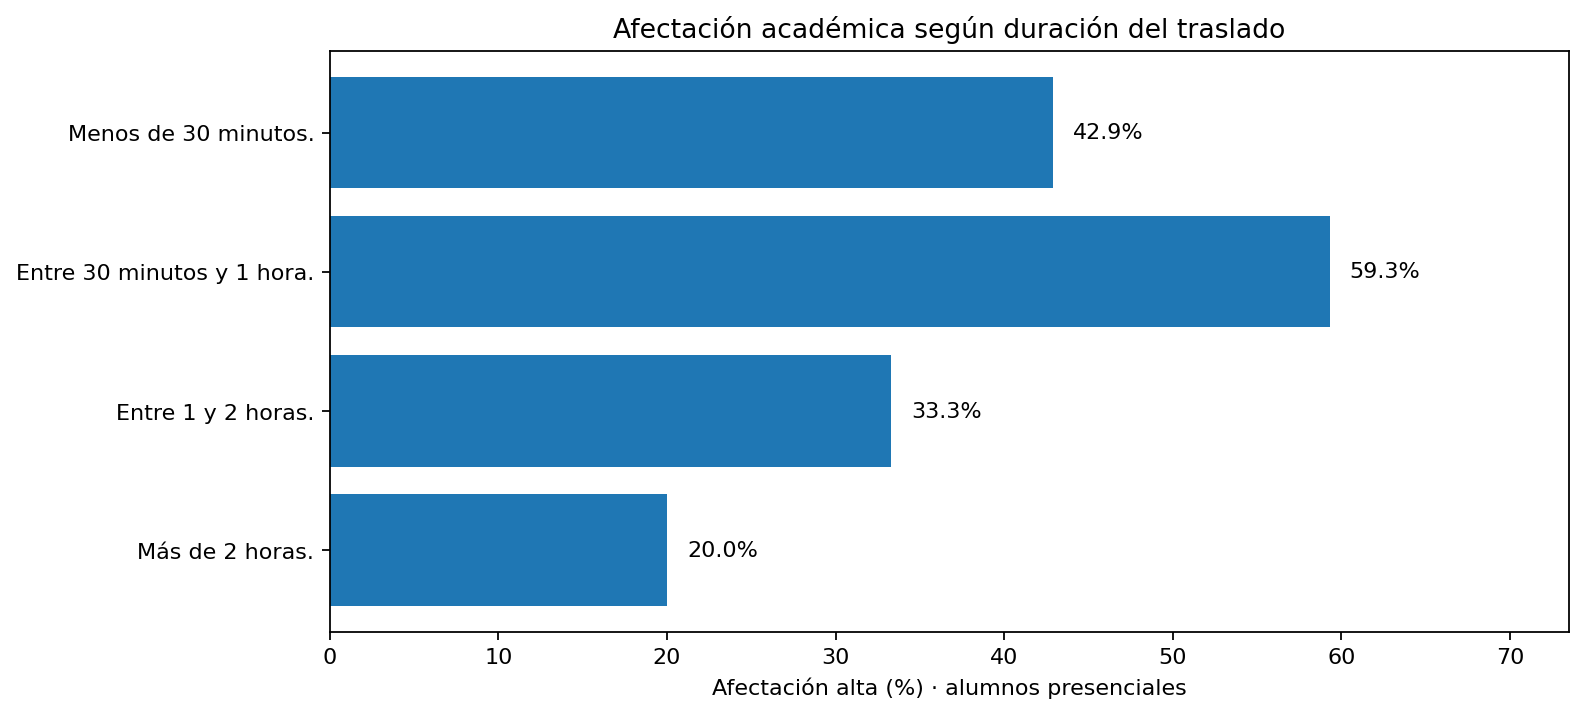 Afectación académica según duración del traslado
Menos de 30 minutos.
42.9%
Entre 30 minutos y 1 hora.
59.3%
Entre 1 y 2 horas.
33.3%
Más de 2 horas.
20.0%
0 10 20 30 40 50 60 70
Afectación alta (%) · alumnos presenciales